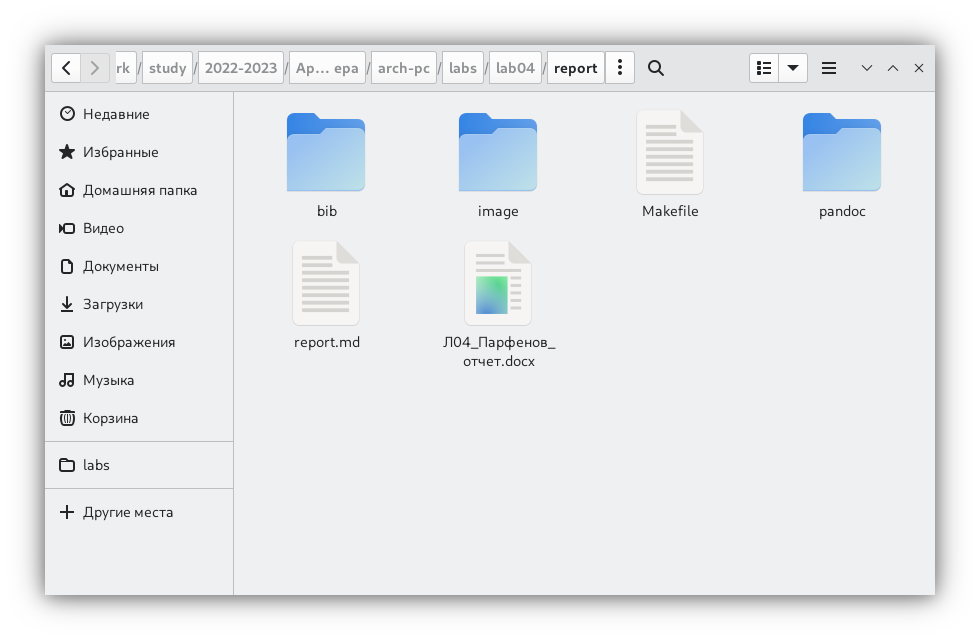 rk / study / 2022-2023 / Ар... ера / arch-pc / labs / lab04 / report
Недавние
Избранные
Домашняя папка
Видео
Документы
Загрузки
Изображения
Музыка
Корзина
labs
Другие места
bib
image
Makefile
pandoc
report.md
Л04_Парфенов_
отчет.docx